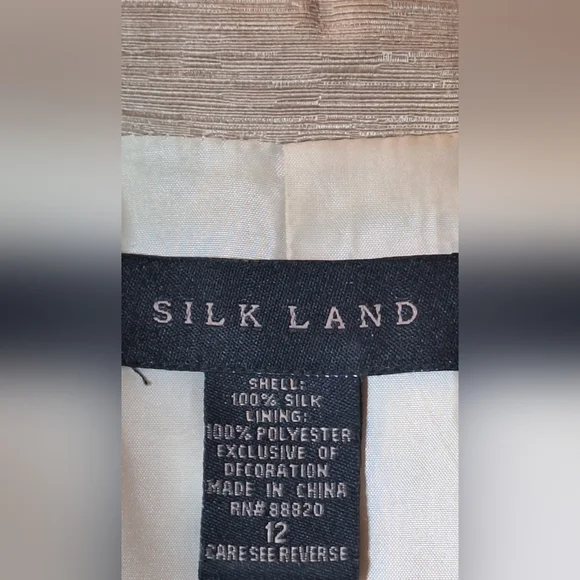 SILK LAND
SHELL:
100% SILK
LINING:
100% POLYESTER
EXCLUSIVE OF
DECORATION
MADE IN CHINA
RN# 88820
12
CARE SEE REVERSE